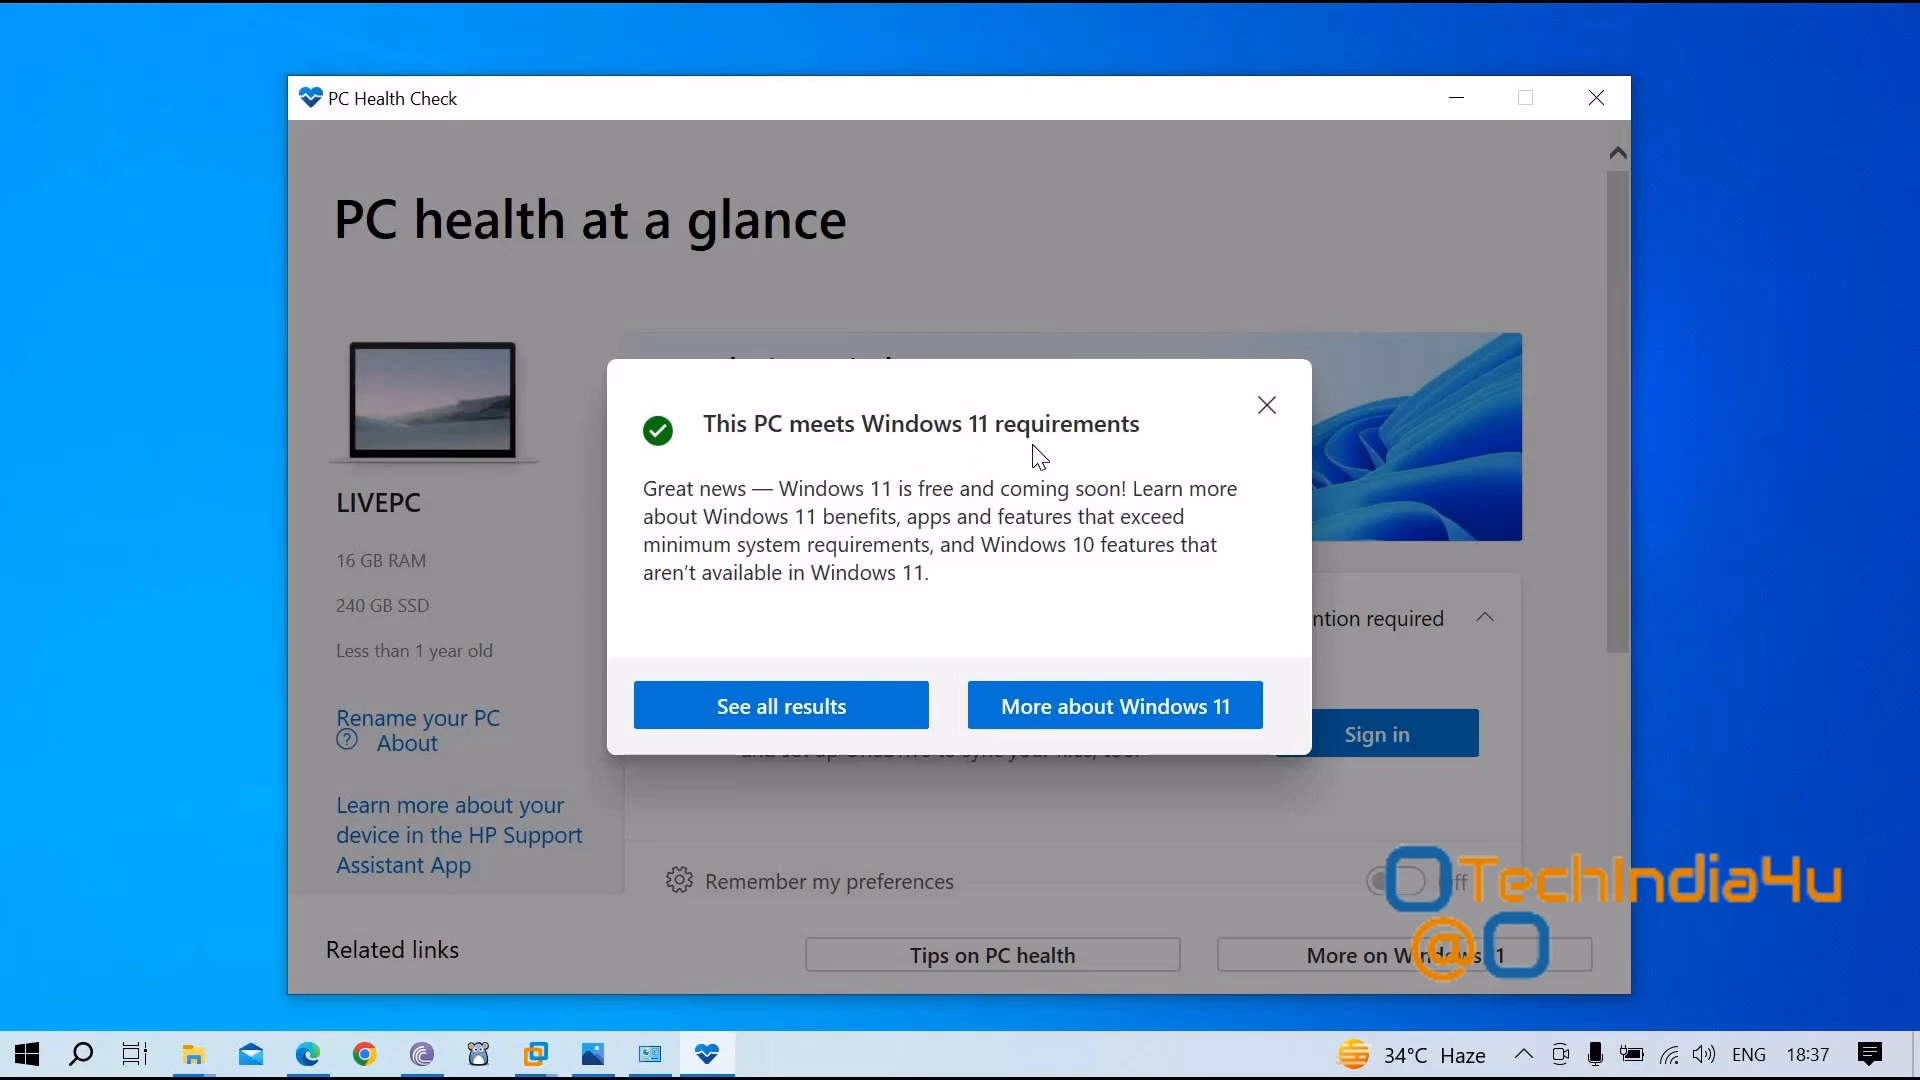 PC Health Check
PC health at a glance
LIVEPC
16 GB RAM
240 GB SSD
Less than 1 year old
Rename your PC
About
Learn more about your
device in the HP Support
Assistant App
This PC meets Windows 11 requirements
Great news — Windows 11 is free and coming soon! Learn more
about Windows 11 benefits, apps and features that exceed
minimum system requirements, and Windows 10 features that
aren't available in Windows 11.
See all results
More about Windows 11
ntion required
Sign in
Remember my preferences
Related links
Tips on PC health
More on
TechIndia4u
@
34°C Haze
ENG
18:37